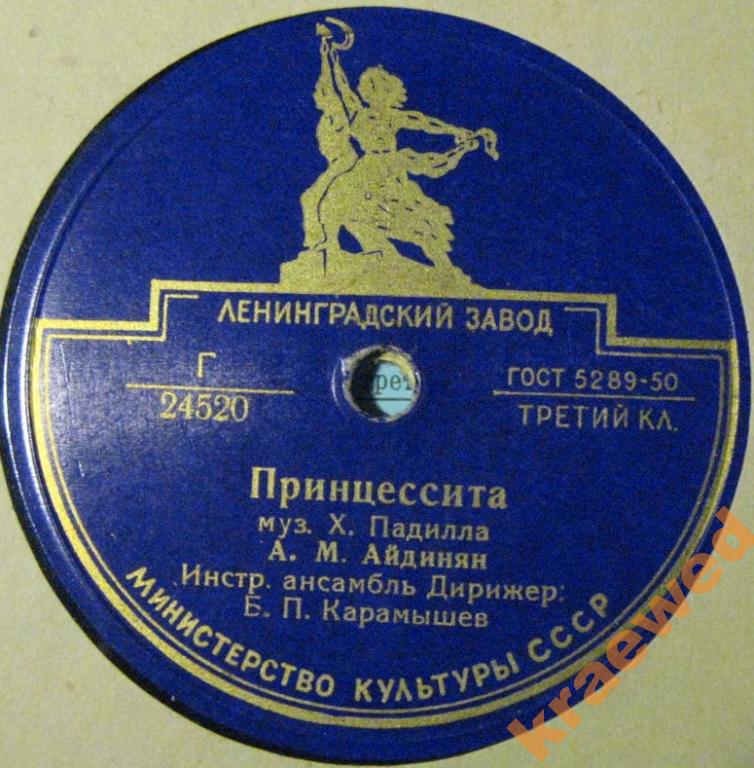 ЛЕНИНГРАДСКИЙ ЗАВОД
Г
24520
рег
ГОСТ 5289-50
ТРЕТИЙ КЛ.
Принцессита
муз. Х. Падилла
А. М. Айдинян
Инстр. ансамбль Дирижер:
Б. П. Карамышев
МИНИСТЕРСТВО КУЛЬТУРЫ СССР
kraewed